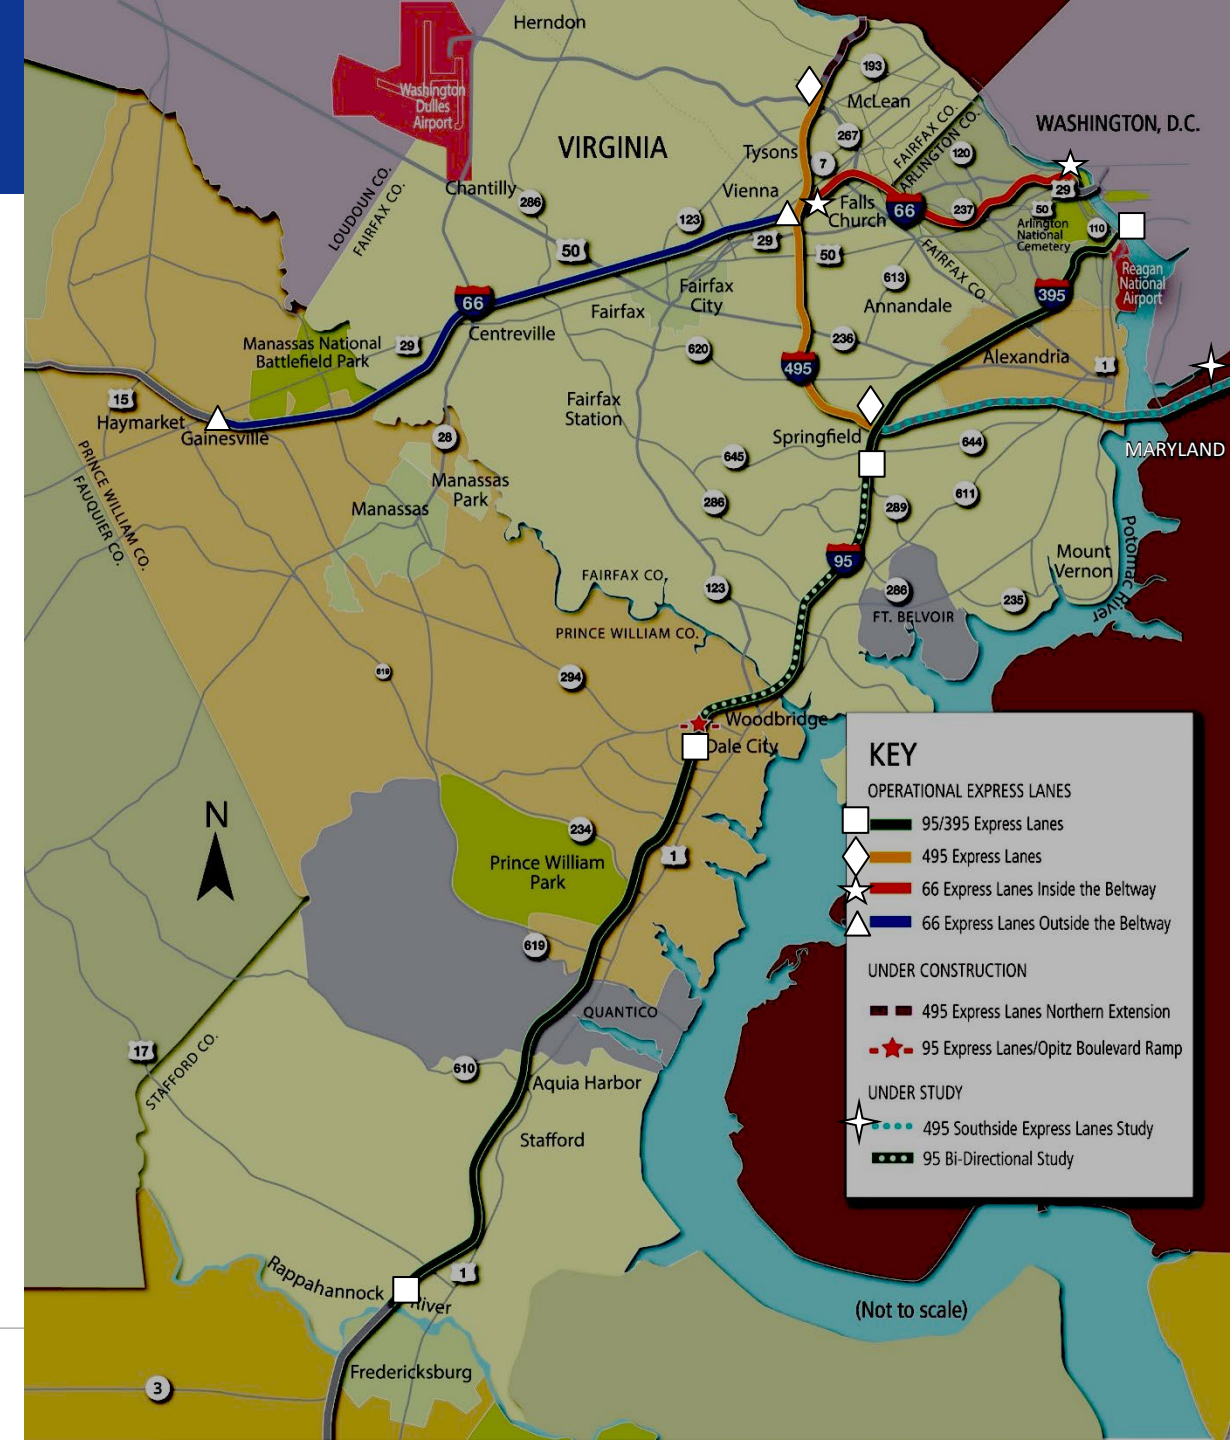 Herndon
193
Washington
Dulles
Airport
McLean
WASHINGTON, D.C.
VIRGINIA
267
FAIRFAX CO.
ARLINGTON CO.
120
Tysons
7
Chantilly
286
Vienna
29
LOUDOUN CO.
FAIRFAX CO.
123
Falls
Church
66
237
50
Arlington
National
Cemetery
110
50
29
50
FAIRFAX CO.
Reagan
National
Airport
66
Fairfax
City
613
395
Fairfax
Annandale
Centreville
Manassas National
Battlefield Park
29
620
236
Alexandria
1
495
15
Haymarket
Gainesville
Fairfax
Station
28
Springfield
644
MARYLAND
645
PRINCE WILLIAM CO.
FAUQUIER CO.
Manassas
Park
Manassas
286
289
611
Potomac River
95
Mount
Vernon
FAIRFAX CO.
123
286
235
FT. BELVOIR
PRINCE WILLIAM CO.
619
294
Woodbridge
Dale City
N
234
Prince William
Park
1
619
QUANTICO
17
STAFFORD CO.
610
Aquia Harbor
Stafford
Rappahannock River
1
Fredericksburg
3
KEY
OPERATIONAL EXPRESS LANES
95/395 Express Lanes
495 Express Lanes
66 Express Lanes Inside the Beltway
66 Express Lanes Outside the Beltway
UNDER CONSTRUCTION
495 Express Lanes Northern Extension
95 Express Lanes/Opitz Boulevard Ramp
UNDER STUDY
495 Southside Express Lanes Study
95 Bi-Directional Study
(Not to scale)